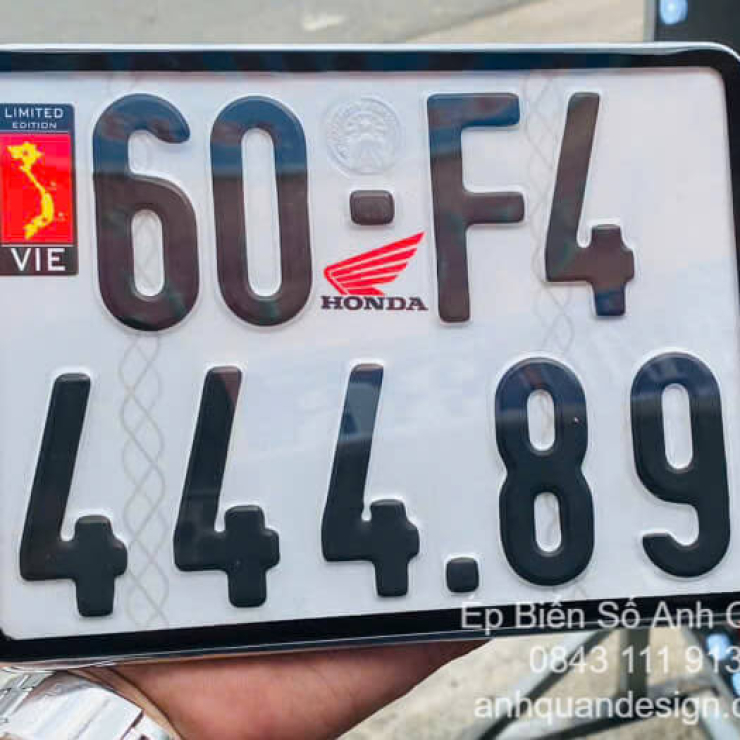 LIMITED
EDITION
VIE
60-F4
HONDA
444.89
Ép Biển Số Anh
0843 111 913
anhquandesign.